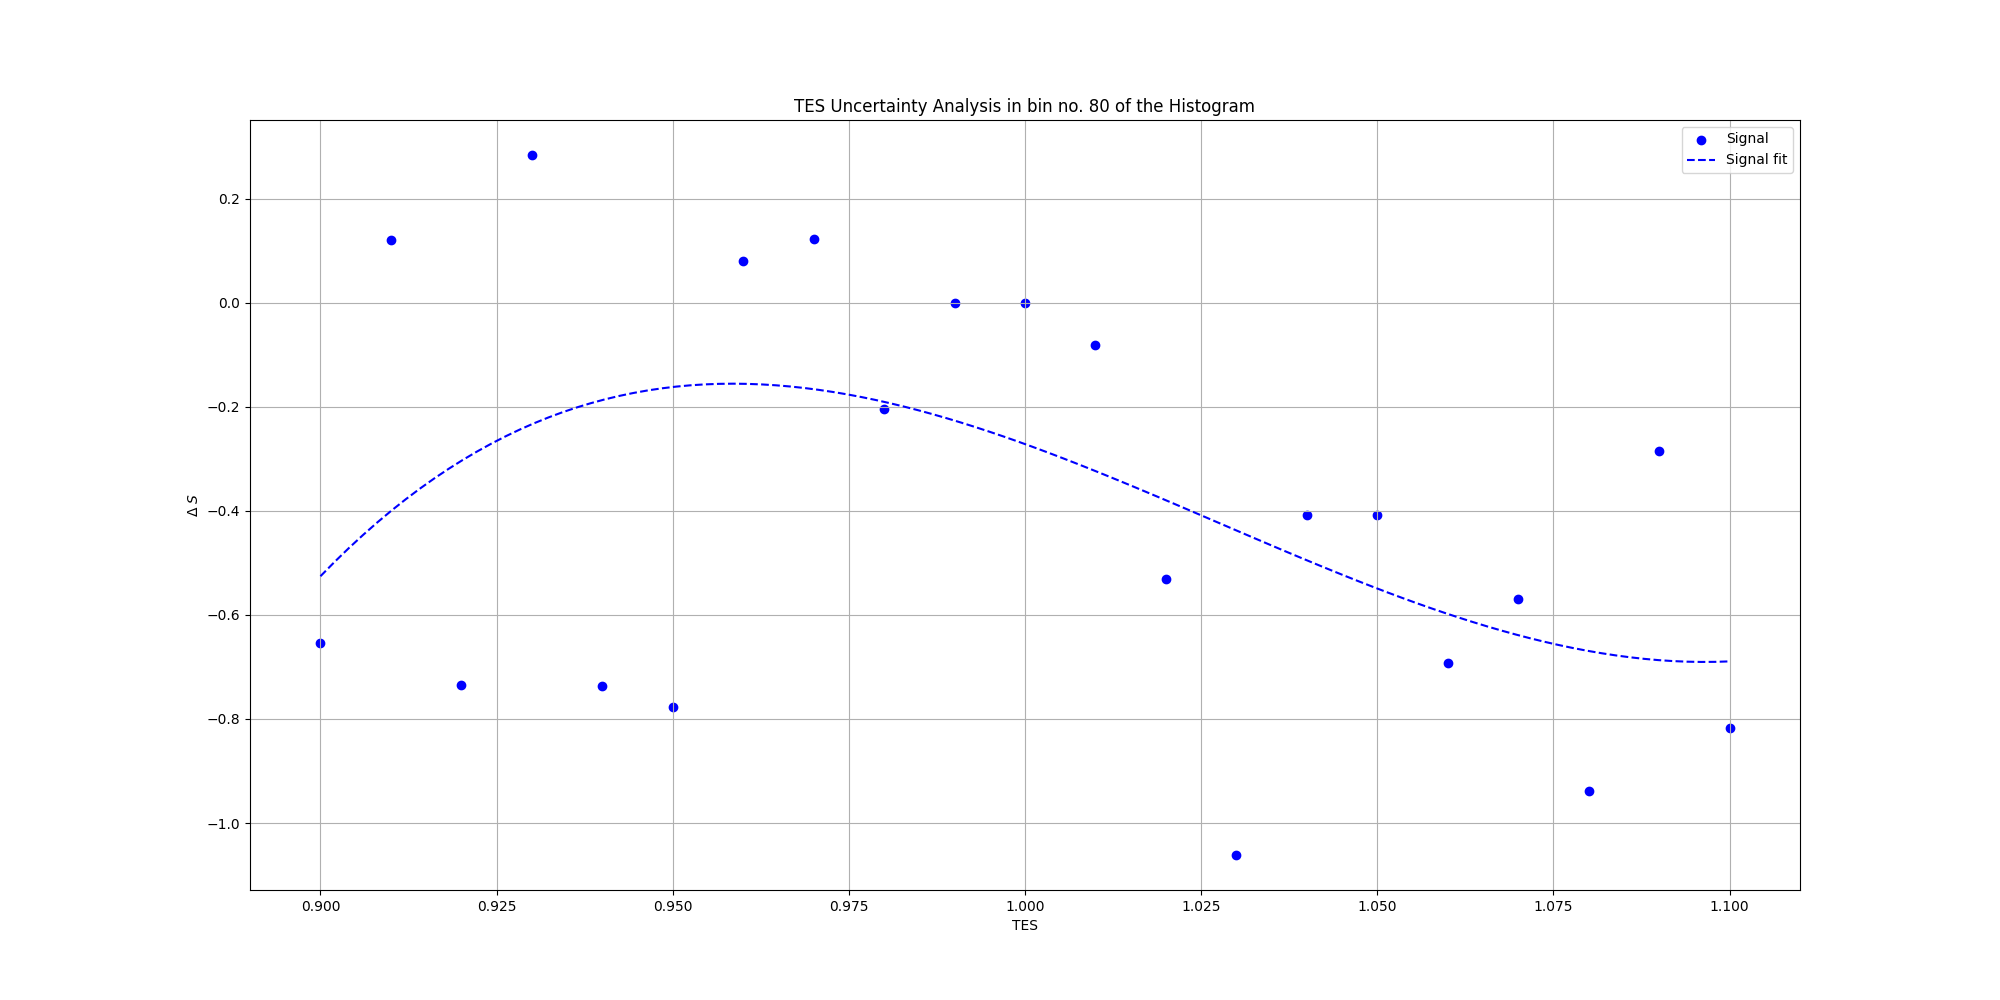 TES Uncertainty Analysis in bin no. 80 of the Histogram
Signal
Signal fit
0.2
0.0
−0.2
−0.4
−0.6
−0.8
−1.0
Δ S
0.900 0.925 0.950 0.975 1.000 1.025 1.050 1.075 1.100
TES